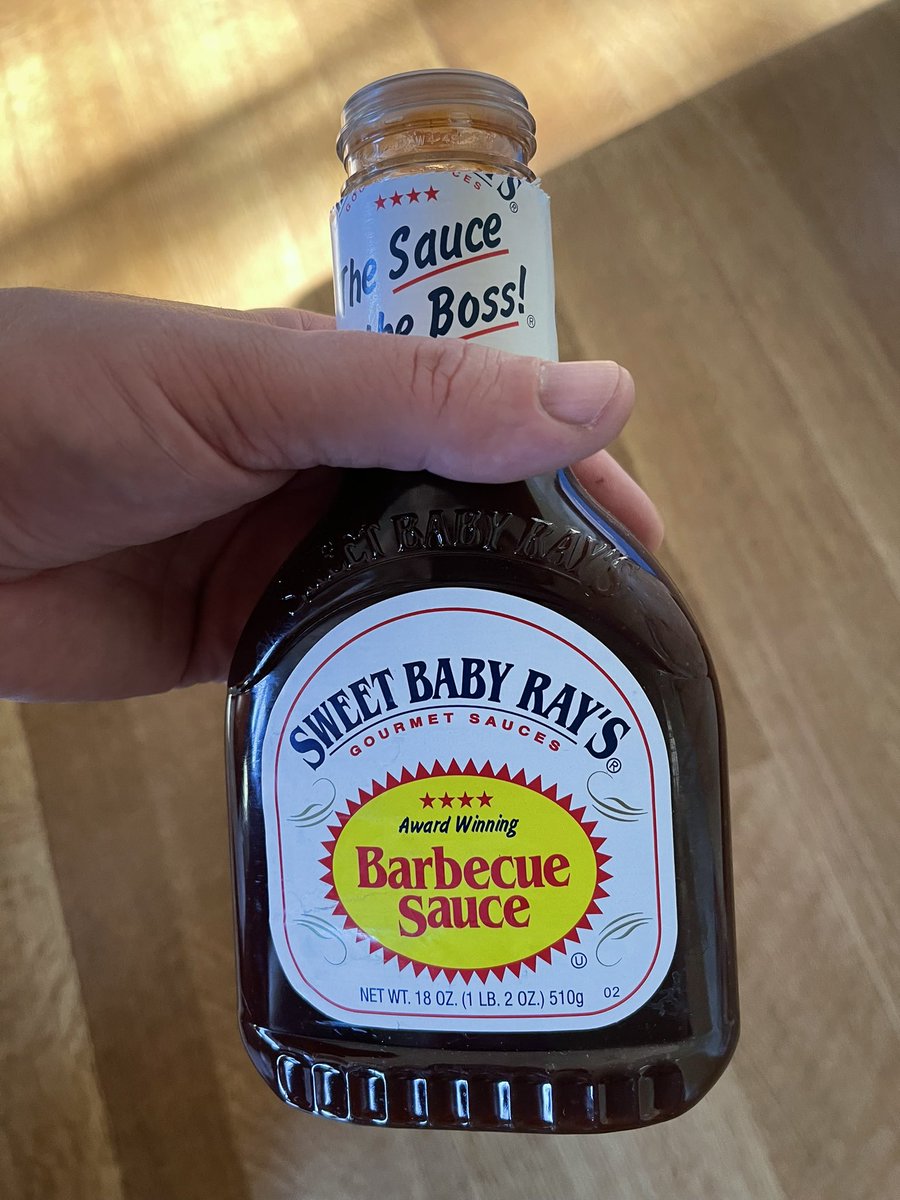 The Sauce
the Boss! ®
SWEET BABY RAY'S
SWEET BABY RAY'S ®
GOURMET SAUCES
Award Winning
Barbecue
Sauce
U
NET WT. 18 OZ. (1 LB. 2 OZ.) 510g 02